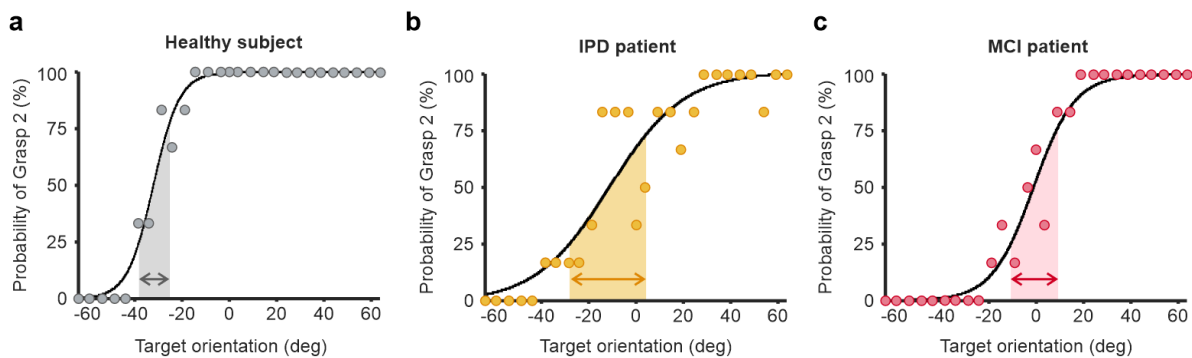 a
Healthy subject
Probability of Grasp 2 (%)
100
75
50
25
0
-60 -40 -20 0 20 40 60
Target orientation (deg)
b
IPD patient
Probability of Grasp 2 (%)
100
75
50
25
0
-60 -40 -20 0 20 40 60
Target orientation (deg)
c
MCI patient
Probability of Grasp 2 (%)
100
75
50
25
0
-60 -40 -20 0 20 40 60
Target orientation (deg)